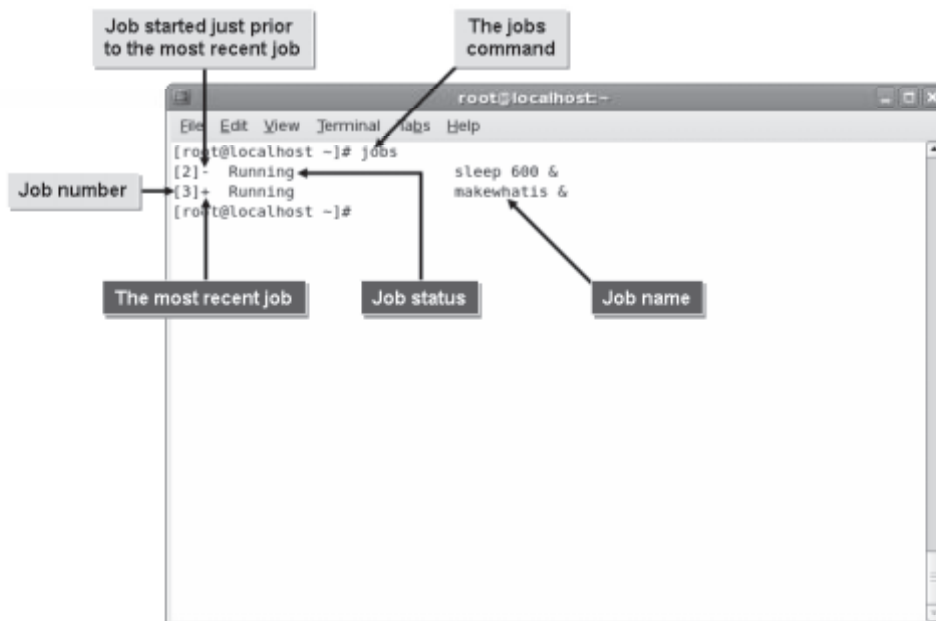 Job started just prior
to the most recent job
The jobs
command
root@localhost:~
File Edit View Terminal Tabs Help
[root@localhost ~]# jobs
[2]- Running sleep 600 &
Job number
[3]+ Running makewhatis &
[root@localhost ~]#
The most recent job
Job status
Job name